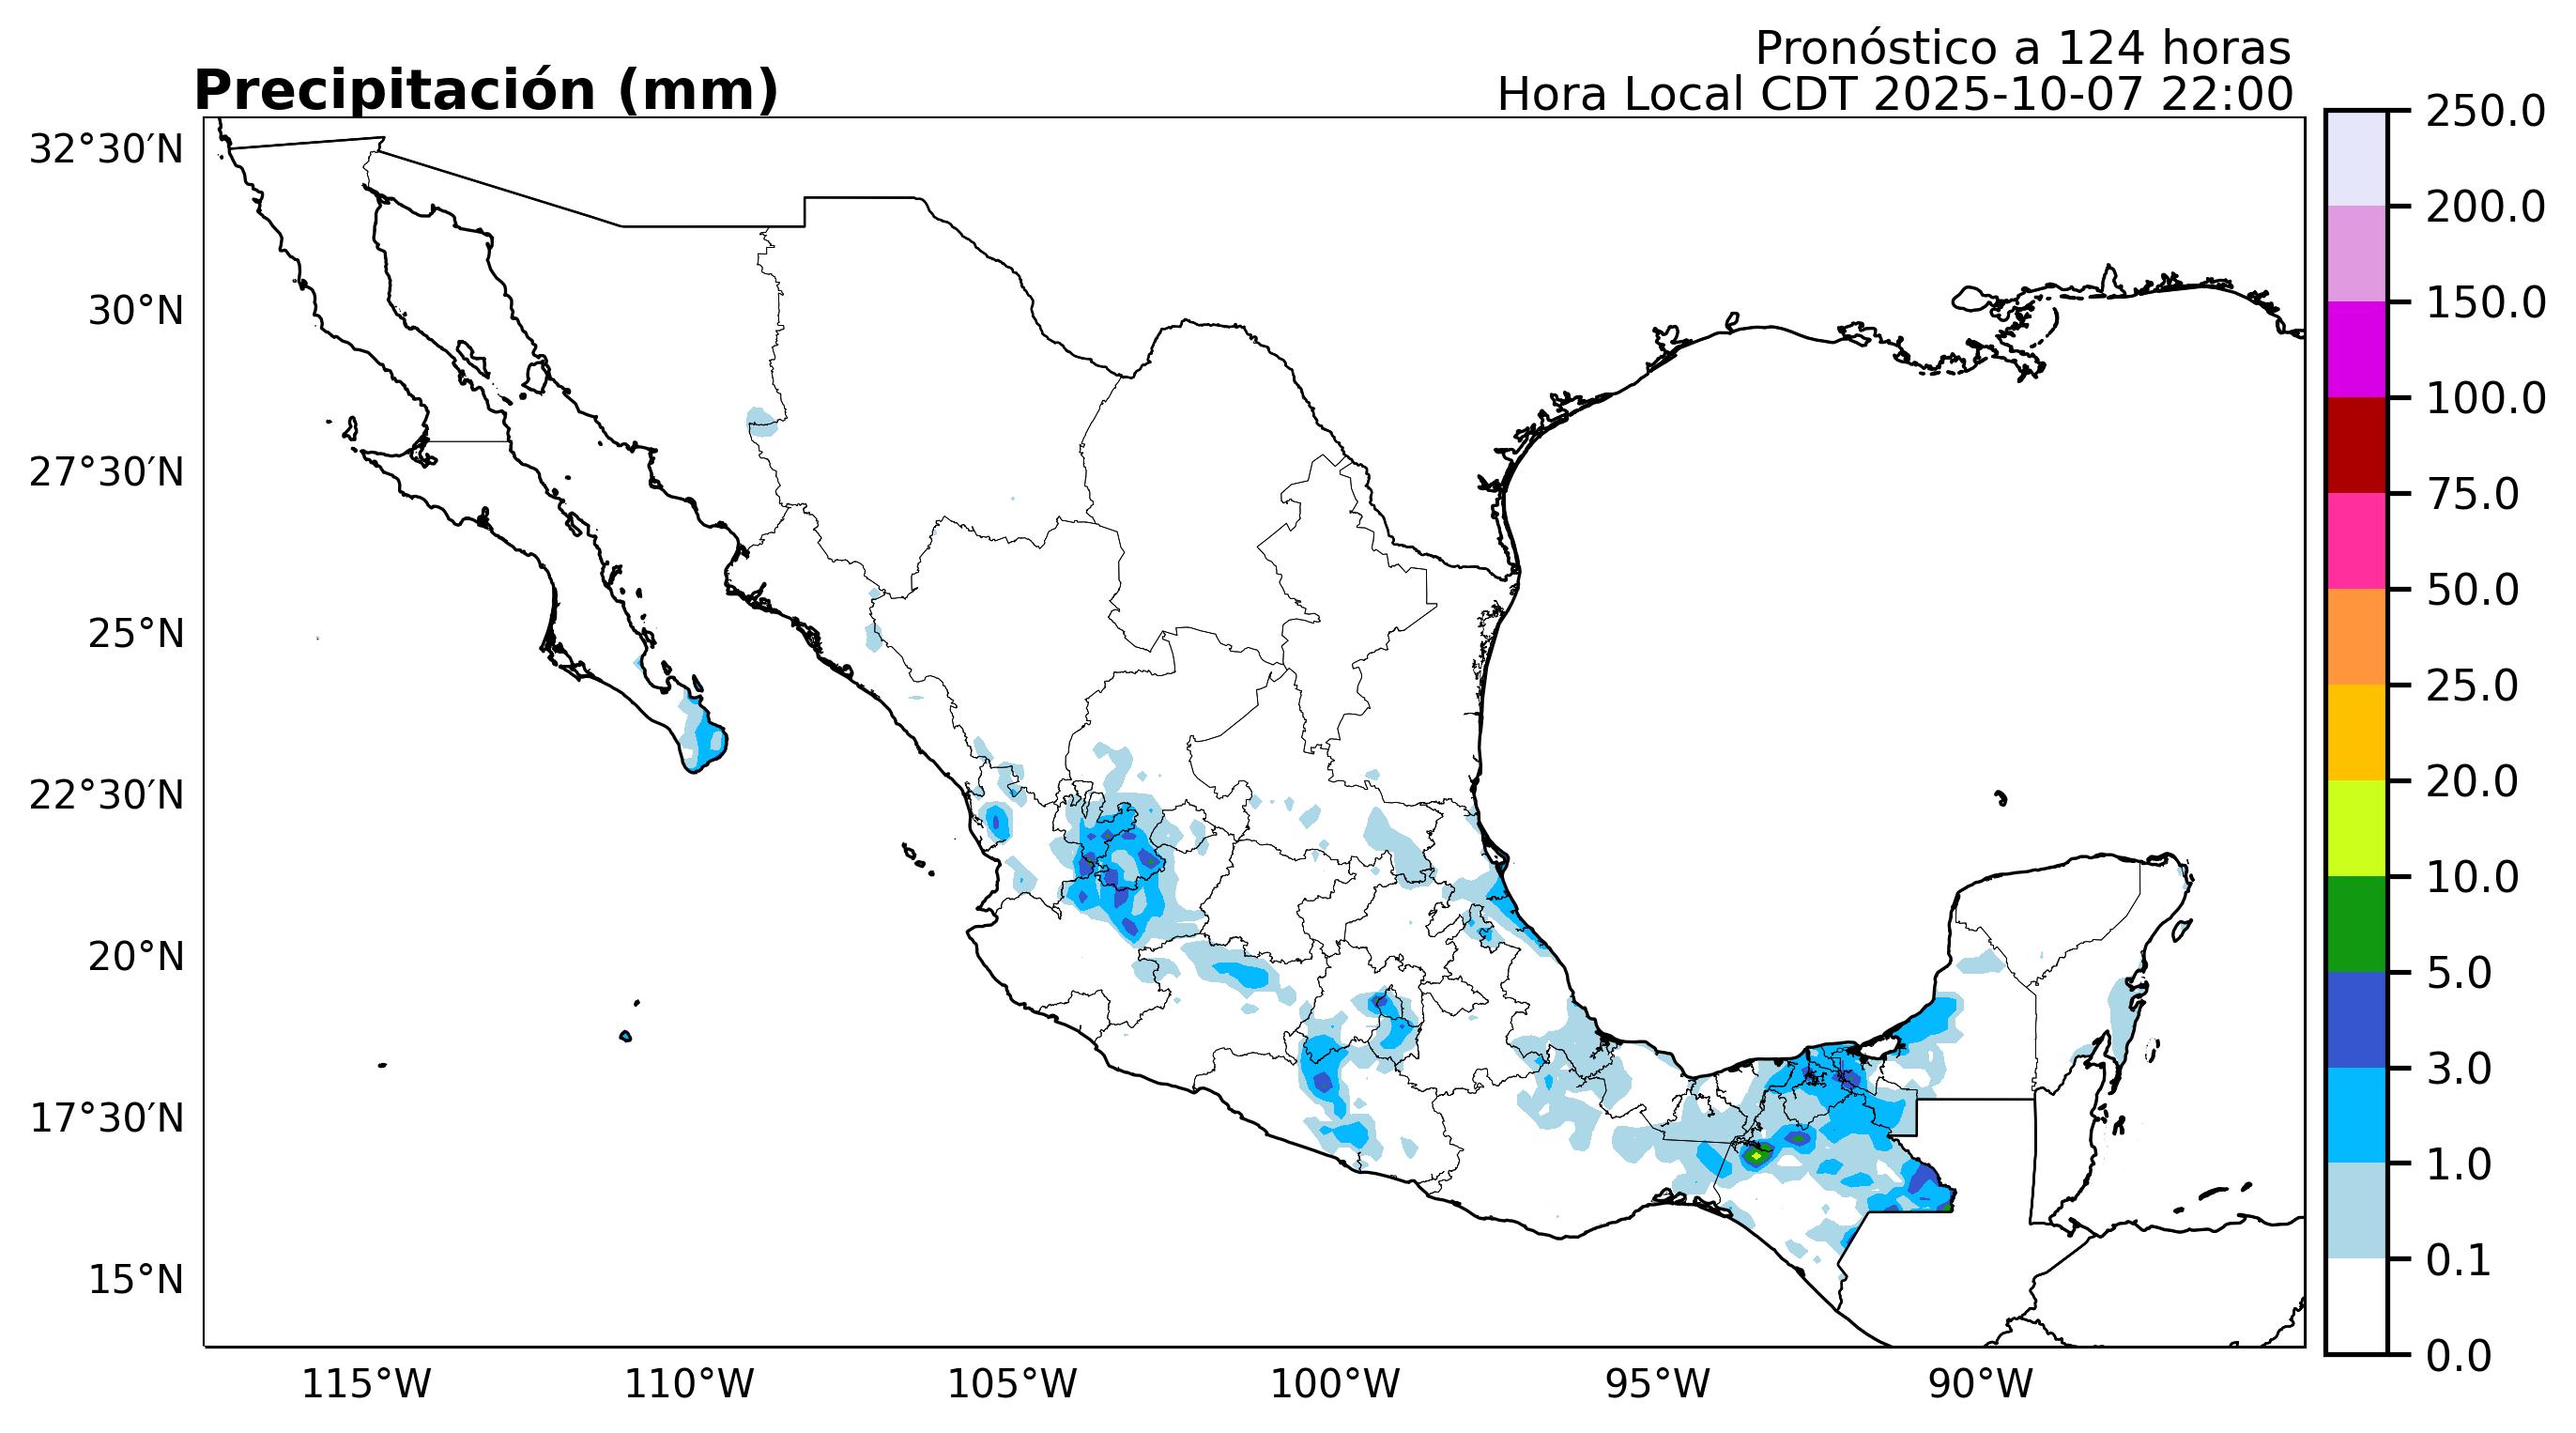 Pronóstico a 124 horas
Precipitación (mm)
Hora Local CDT 2025-10-07 22:00
32°30′N
30°N
27°30′N
25°N
22°30′N
20°N
17°30′N
15°N
115°W
110°W
105°W
100°W
95°W
90°W
250.0
200.0
150.0
100.0
75.0
50.0
25.0
20.0
10.0
5.0
3.0
1.0
0.1
0.0